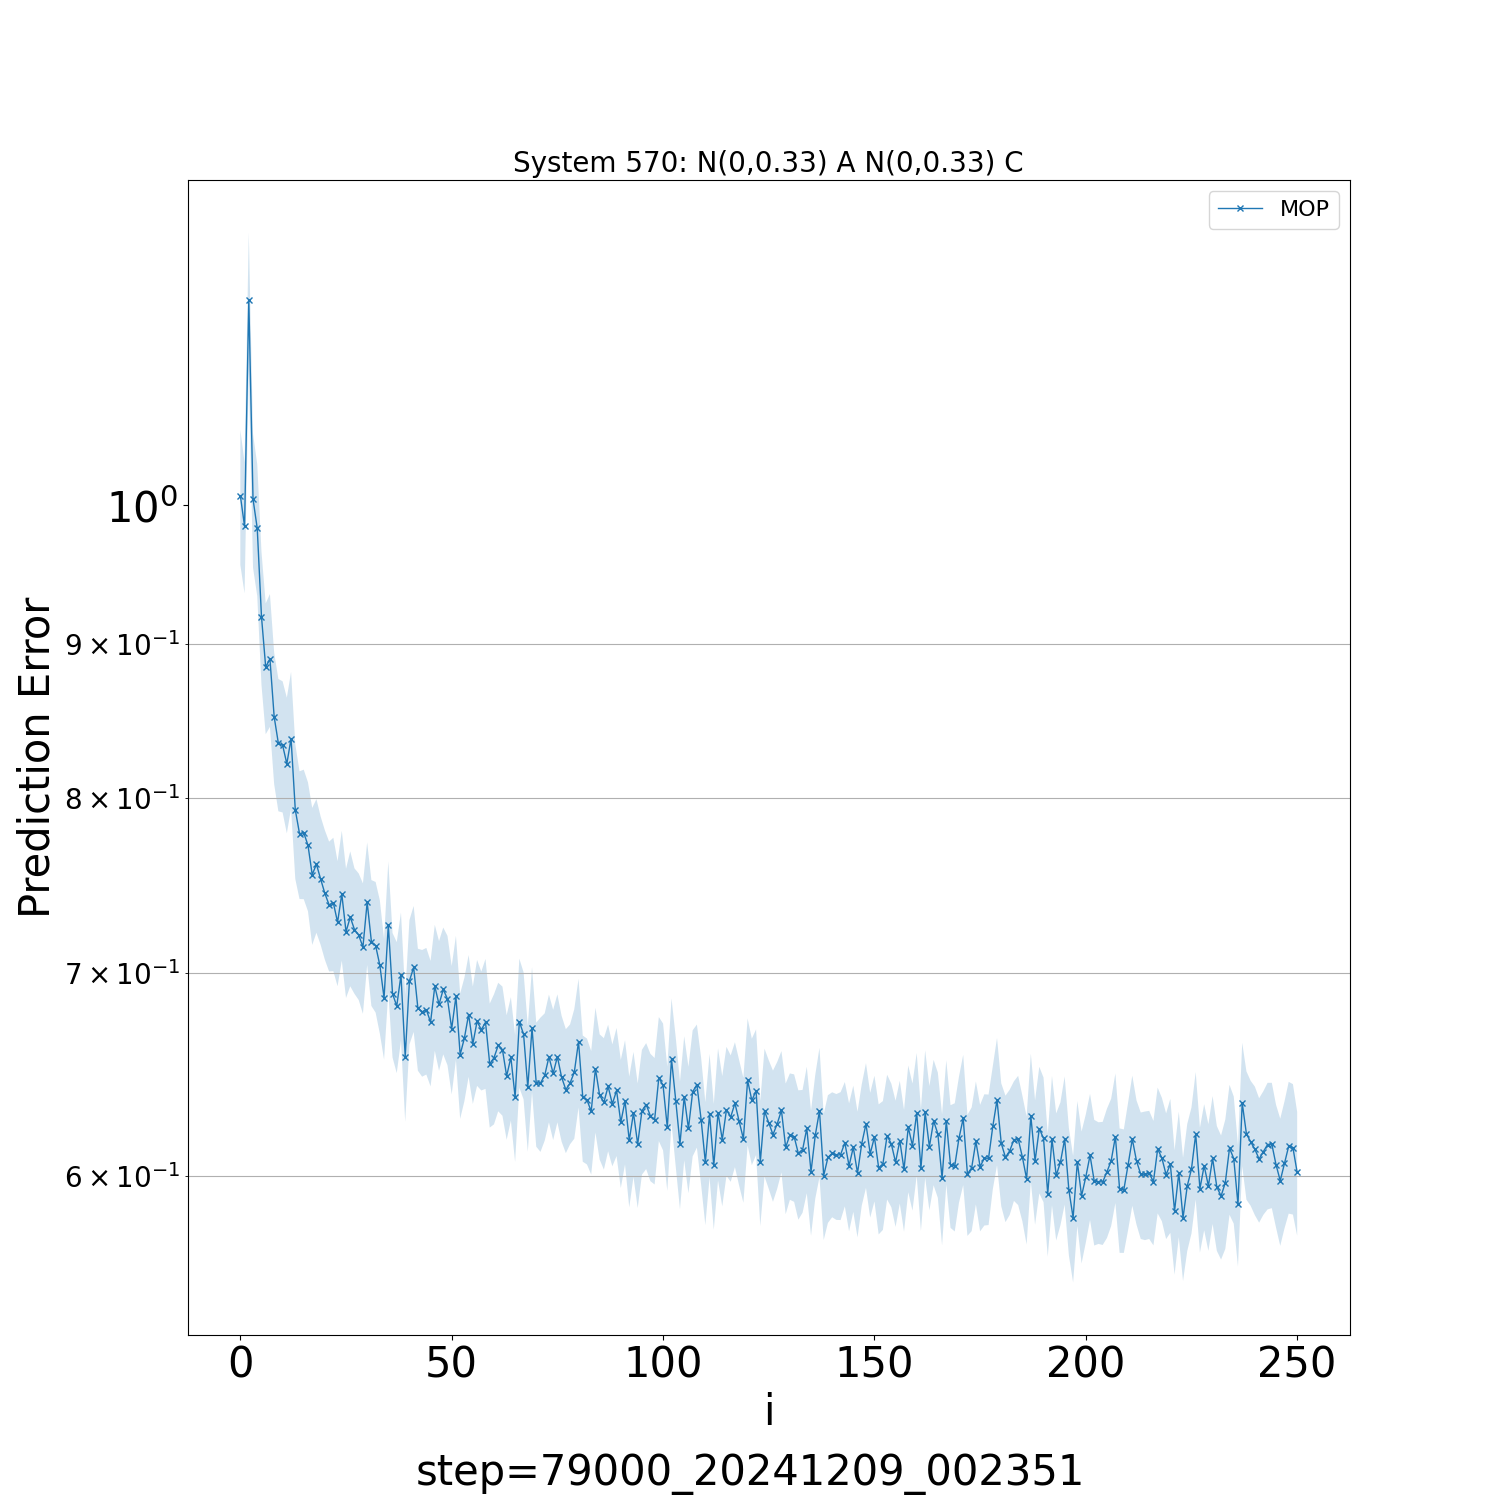 System 570: N(0,0.33) A N(0,0.33) C
MOP
10⁰
9 × 10⁻¹
8 × 10⁻¹
7 × 10⁻¹
6 × 10⁻¹
Prediction Error
0 50 100 150 200 250
i
step=79000_20241209_002351